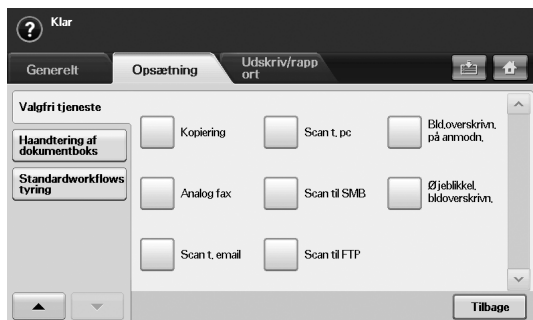 Klar
Generelt
Opsætning
Udskriv/rapp
ort
Valgfri tjeneste
Haandtering af
dokumentboks
Standardworkflows
tyring
Kopiering
Scan t. pc
Bld.overskrivn.
på anmodn.
Analog fax
Scan til SMB
Øjeblikkel.
bldoverskrivn.
Scan t. email
Scan til FTP
Tilbage